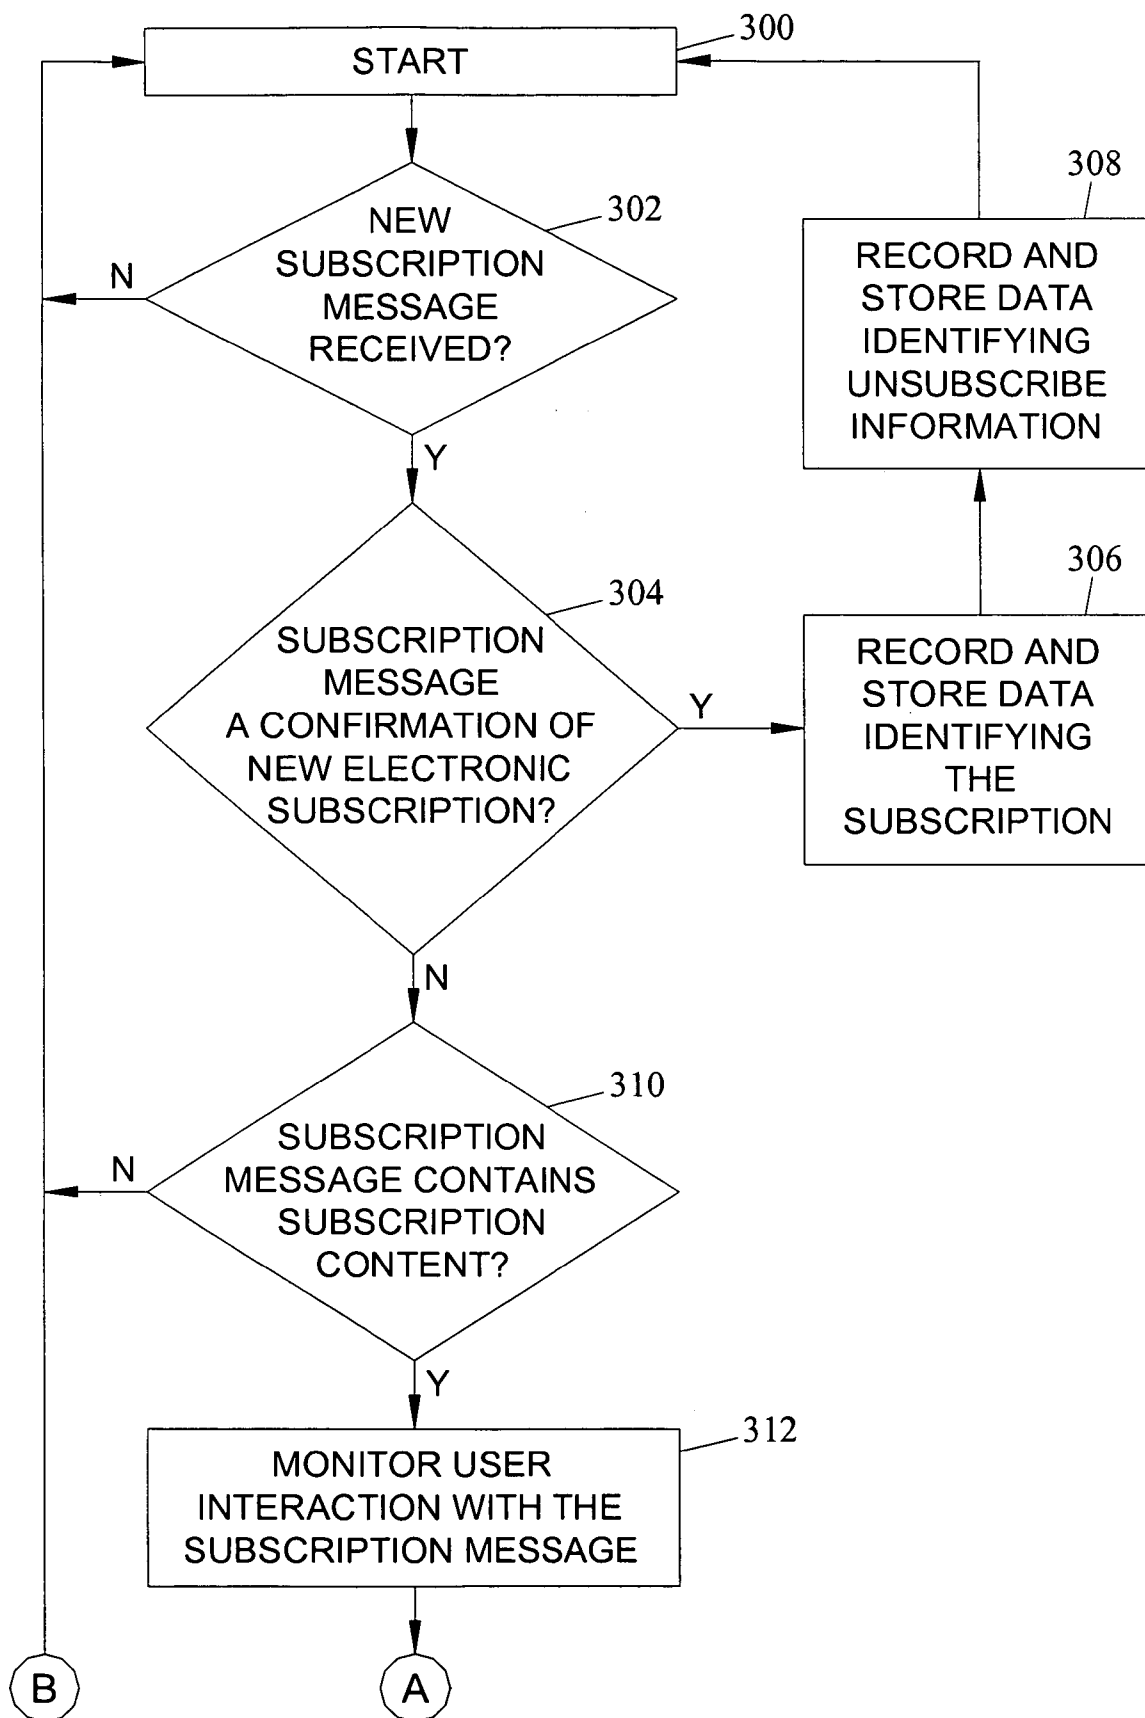 300
START
302
NEW
SUBSCRIPTION
MESSAGE
RECEIVED?
N
Y
308
RECORD AND
STORE DATA
IDENTIFYING
UNSUBSCRIBE
INFORMATION
304
SUBSCRIPTION
MESSAGE
A CONFIRMATION OF
NEW ELECTRONIC
SUBSCRIPTION?
Y
N
306
RECORD AND
STORE DATA
IDENTIFYING
THE
SUBSCRIPTION
310
SUBSCRIPTION
MESSAGE CONTAINS
SUBSCRIPTION
CONTENT?
N
Y
312
MONITOR USER
INTERACTION WITH THE
SUBSCRIPTION MESSAGE
B
A